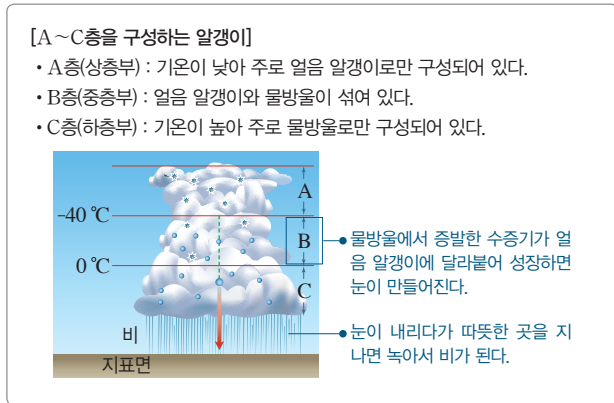 [A~C층을 구성하는 알갱이]
• A층(상층부) : 기온이 낮아 주로 얼음 알갱이로만 구성되어 있다.
• B층(중층부) : 얼음 알갱이와 물방울이 섞여 있다.
• C층(하층부) : 기온이 높아 주로 물방울로만 구성되어 있다.
A
-40 ℃
B
물방울에서 증발한 수증기가 얼
음 알갱이에 달라붙어 성장하면
눈이 만들어진다.
0 ℃
C
비
눈이 내리다가 따뜻한 곳을 지
나면 녹아서 비가 된다.
지표면